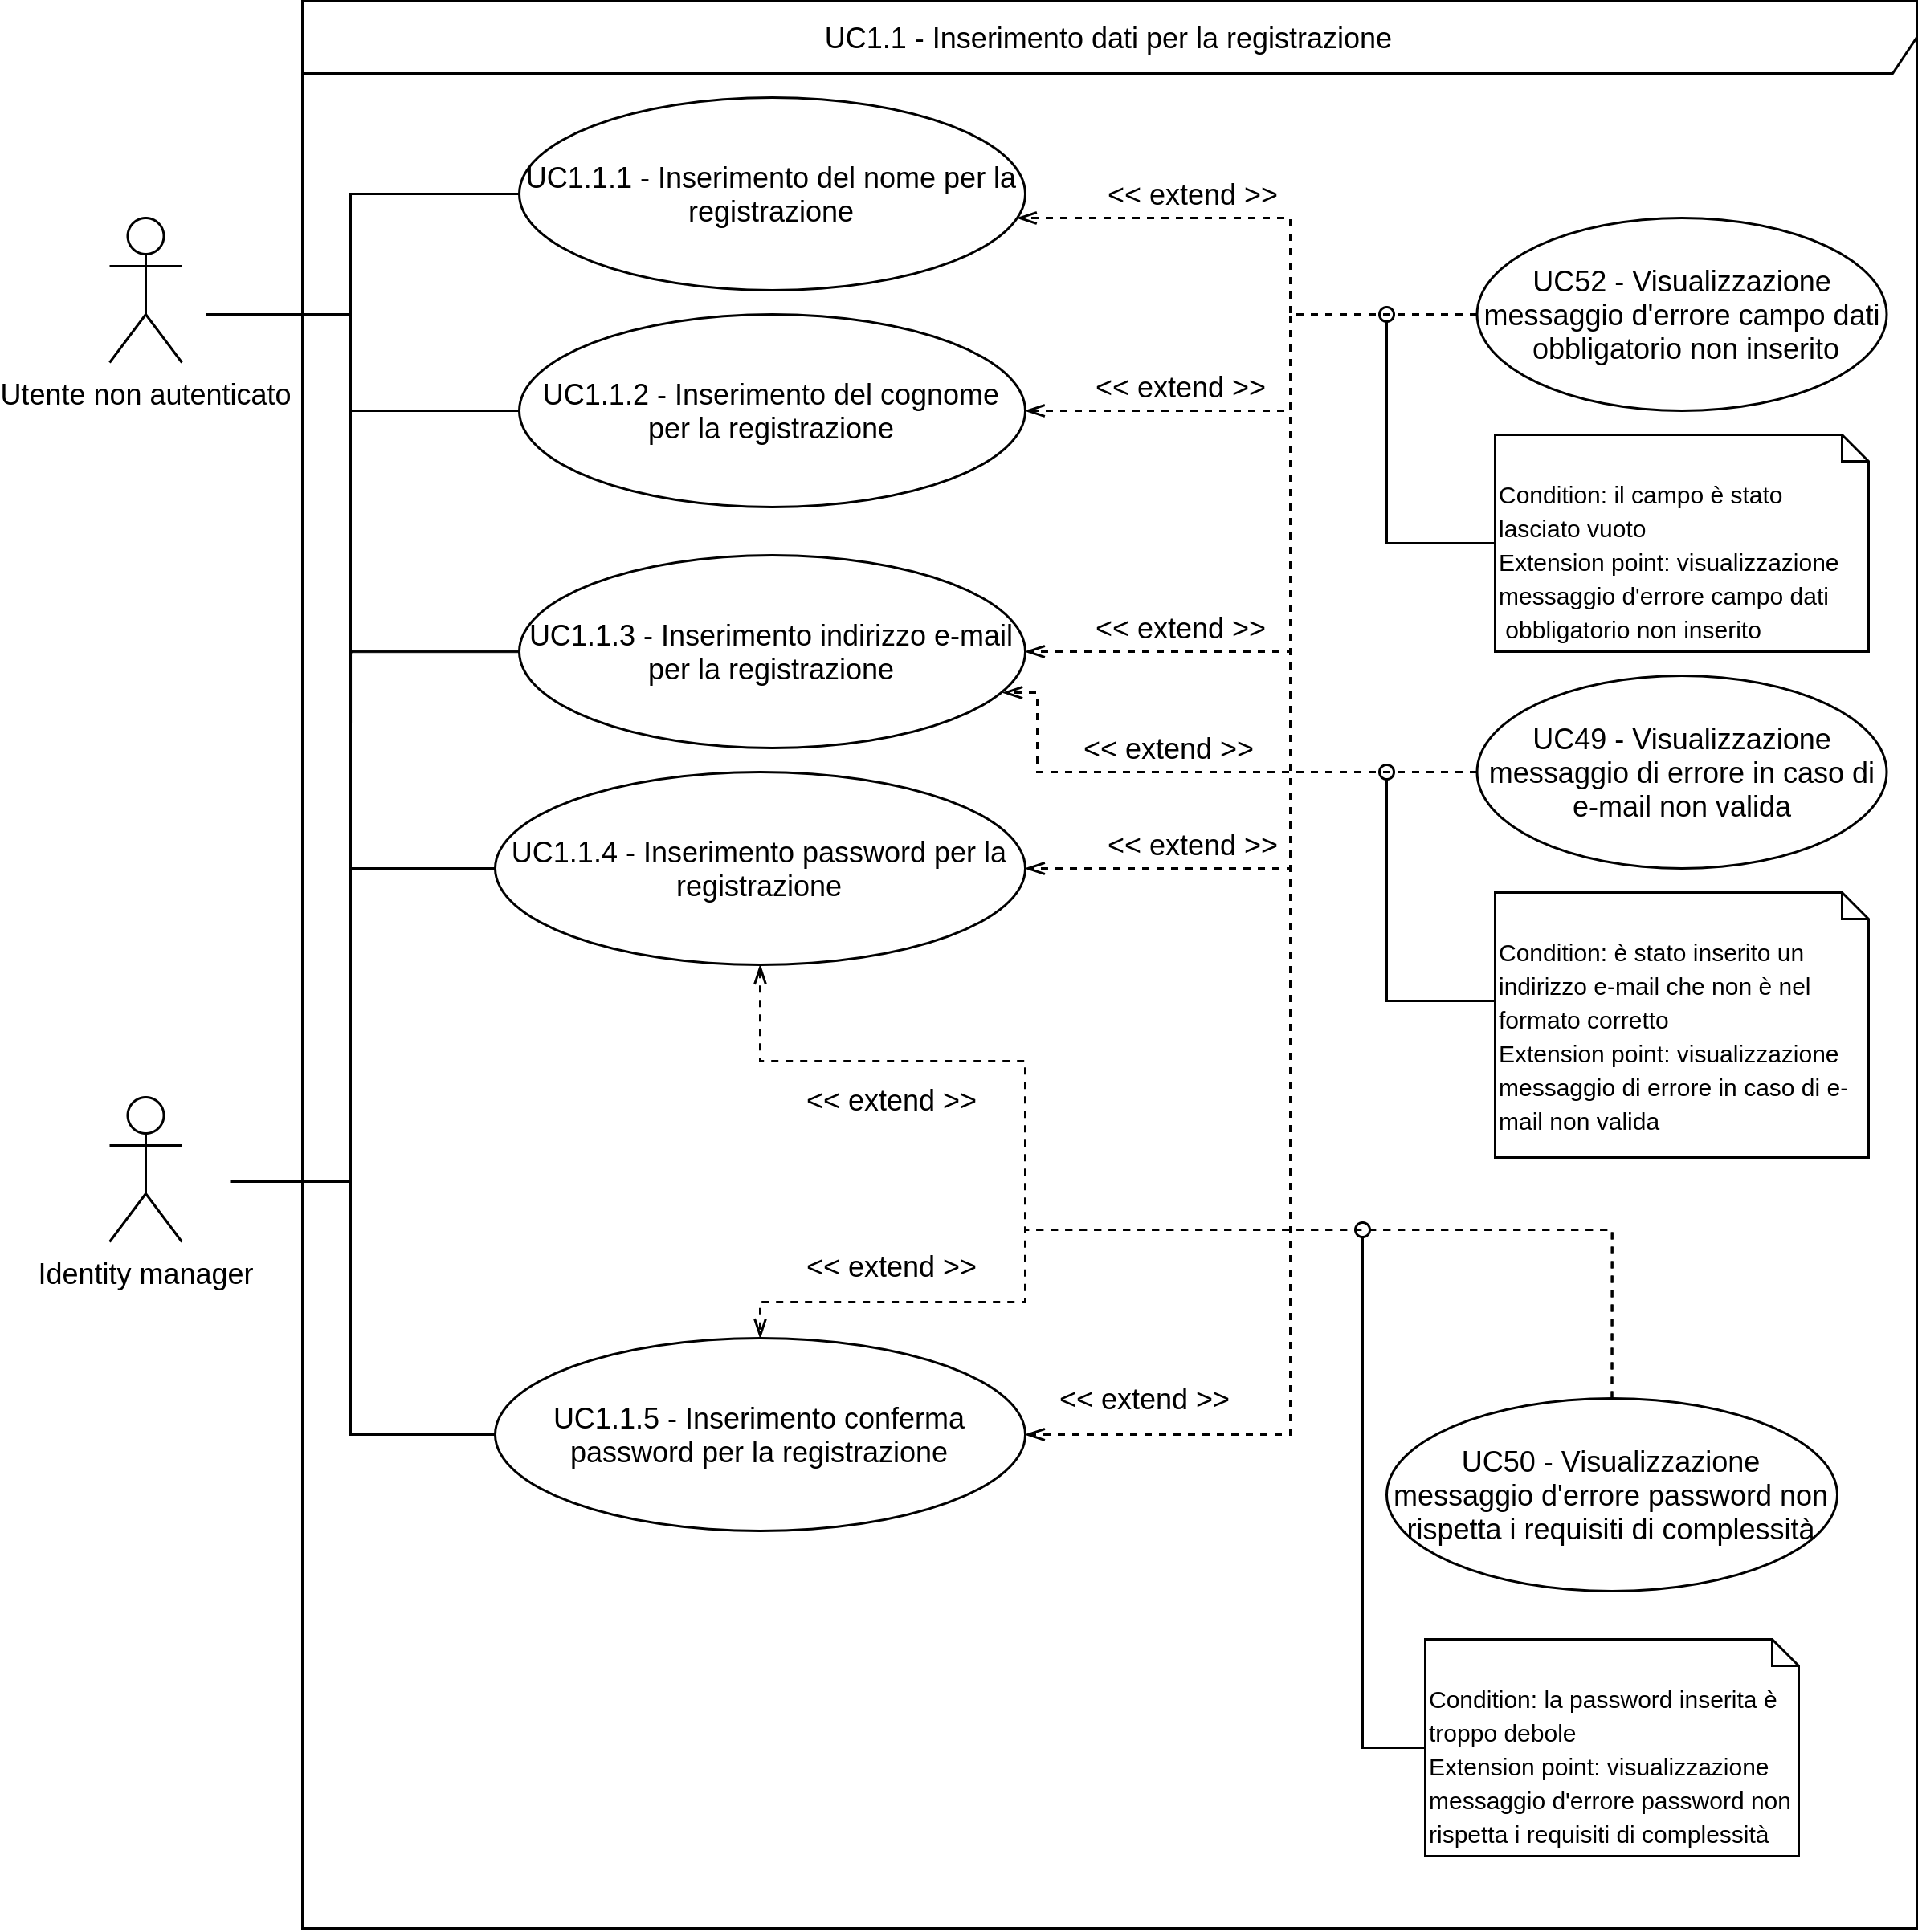 UC1.1 - Inserimento dati per la registrazione
UC1.1.1 - Inserimento del nome per la
registrazione
<< extend >>
UC52 - Visualizzazione
messaggio d'errore campo dati
obbligatorio non inserito
Utente non autenticato
UC1.1.2 - Inserimento del cognome
per la registrazione
<< extend >>
Condition: il campo è stato
lasciato vuoto
Extension point: visualizzazione
messaggio d'errore campo dati
obbligatorio non inserito
UC1.1.3 - Inserimento indirizzo e-mail
per la registrazione
<< extend >>
<< extend >>
UC49 - Visualizzazione
messaggio di errore in caso di
e-mail non valida
UC1.1.4 - Inserimento password per la
registrazione
<< extend >>
Condition: è stato inserito un
indirizzo e-mail che non è nel
formato corretto
Extension point: visualizzazione
messaggio di errore in caso di e-
mail non valida
<< extend >>
Identity manager
<< extend >>
<< extend >>
UC1.1.5 - Inserimento conferma
password per la registrazione
UC50 - Visualizzazione
messaggio d'errore password non
rispetta i requisiti di complessità
Condition: la password inserita è
troppo debole
Extension point: visualizzazione
messaggio d'errore password non
rispetta i requisiti di complessità